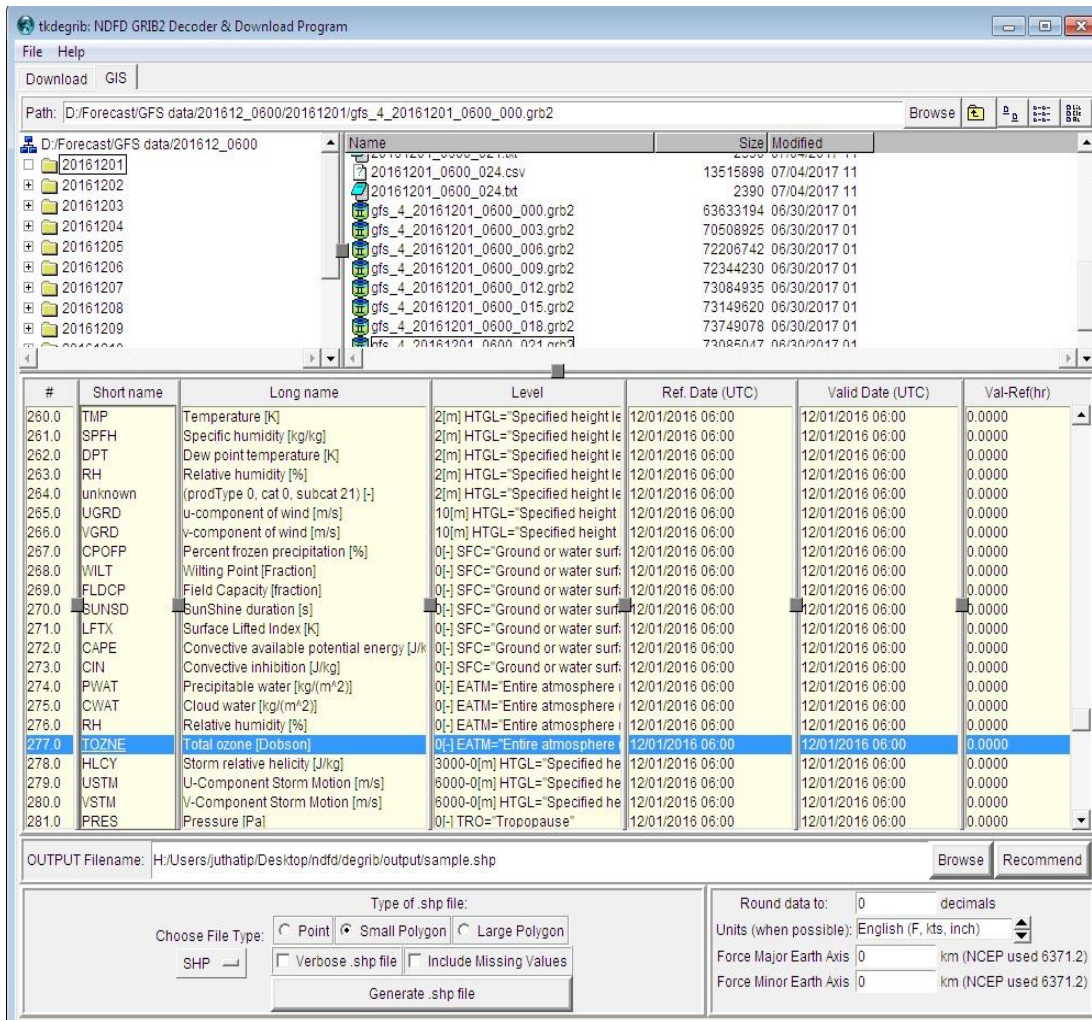 tkdegrib: NDFD GRIB2 Decoder & Download Program
File Help
Download GIS
Path: D:/Forecast/GFS data/201612_0600/20161201/gfs_4_20161201_0600_000.grb2 Browse
D:/Forecast/GFS data/201612_0600
20161201
20161202
20161203
20161204
20161205
20161206
20161207
20161208
20161209
Name Size Modified
20161201_0600_024.csv 13515898 07/04/2017 11
20161201_0600_024.txt 2390 07/04/2017 11
gfs_4_20161201_0600_000.grb2 63633194 06/30/2017 01
gfs_4_20161201_0600_003.grb2 70508925 06/30/2017 01
gfs_4_20161201_0600_006.grb2 72206742 06/30/2017 01
gfs_4_20161201_0600_009.grb2 72344230 06/30/2017 01
gfs_4_20161201_0600_012.grb2 73084935 06/30/2017 01
gfs_4_20161201_0600_015.grb2 73149620 06/30/2017 01
gfs_4_20161201_0600_018.grb2 73749078 06/30/2017 01
gfs_4_20161201_0600_021.grb2 73085047 06/30/2017 01
# Short name Long name Level Ref. Date (UTC) Valid Date (UTC) Val-Ref(hr)
260.0 TMP Temperature [K] 2[m] HTGL="Specified height le 12/01/2016 06:00 12/01/2016 06:00 0.0000
261.0 SPFH Specific humidity [kg/kg] 2[m] HTGL="Specified height le 12/01/2016 06:00 12/01/2016 06:00 0.0000
262.0 DPT Dew point temperature [K] 2[m] HTGL="Specified height le 12/01/2016 06:00 12/01/2016 06:00 0.0000
263.0 RH Relative humidity [%] 2[m] HTGL="Specified height le 12/01/2016 06:00 12/01/2016 06:00 0.0000
264.0 unknown (prodType 0, cat 0, subcat 21) [-] 2[m] HTGL="Specified height le 12/01/2016 06:00 12/01/2016 06:00 0.0000
265.0 UGRD u-component of wind [m/s] 10[m] HTGL="Specified height 12/01/2016 06:00 12/01/2016 06:00 0.0000
266.0 VGRD v-component of wind [m/s] 10[m] HTGL="Specified height 12/01/2016 06:00 12/01/2016 06:00 0.0000
267.0 CPOFP Percent frozen precipitation [%] 0[-] SFC="Ground or water surf 12/01/2016 06:00 12/01/2016 06:00 0.0000
268.0 WILT Wilting Point [Fraction] 0[-] SFC="Ground or water surf 12/01/2016 06:00 12/01/2016 06:00 0.0000
269.0 FLDCP Field Capacity [fraction] 0[-] SFC="Ground or water surf 12/01/2016 06:00 12/01/2016 06:00 0.0000
270.0 SUNSD SunShine duration [s] 0[-] SFC="Ground or water surf 12/01/2016 06:00 12/01/2016 06:00 0.0000
271.0 LFTX Surface Lifted Index [K] 0[-] SFC="Ground or water surf 12/01/2016 06:00 12/01/2016 06:00 0.0000
272.0 CAPE Convective available potential energy [J/k 0[-] SFC="Ground or water surf 12/01/2016 06:00 12/01/2016 06:00 0.0000
273.0 CIN Convective inhibition [J/kg] 0[-] SFC="Ground or water surf 12/01/2016 06:00 12/01/2016 06:00 0.0000
274.0 PWAT Precipitable water [kg/(m^2)] 0[-] EATM="Entire atmosphere ( 12/01/2016 06:00 12/01/2016 06:00 0.0000
275.0 CWAT Cloud water [kg/(m^2)] 0[-] EATM="Entire atmosphere ( 12/01/2016 06:00 12/01/2016 06:00 0.0000
276.0 RH Relative humidity [%] 0[-] EATM="Entire atmosphere ( 12/01/2016 06:00 12/01/2016 06:00 0.0000
277.0 TOZNE Total ozone [Dobson] 0[-] EATM="Entire atmosphere ( 12/01/2016 06:00 12/01/2016 06:00 0.0000
278.0 HLCY Storm relative helicity [J/kg] 3000-0[m] HTGL="Specified he 12/01/2016 06:00 12/01/2016 06:00 0.0000
279.0 USTM U-Component Storm Motion [m/s] 6000-0[m] HTGL="Specified he 12/01/2016 06:00 12/01/2016 06:00 0.0000
280.0 VSTM V-Component Storm Motion [m/s] 6000-0[m] HTGL="Specified he 12/01/2016 06:00 12/01/2016 06:00 0.0000
281.0 PRES Pressure [Pa] 0[-] TRO="Tropopause" 12/01/2016 06:00 12/01/2016 06:00 0.0000
OUTPUT Filename: H:/Users/juthatip/Desktop/ndfd/degrib/output/sample.shp Browse Recommend
Type of .shp file:
Choose File Type: Point Small Polygon Large Polygon
SHP Verbose .shp file Include Missing Values
Generate .shp file
Round data to: 0 decimals
Units (when possible): English (F, kts, inch)
Force Major Earth Axis 0 km (NCEP used 6371.2)
Force Minor Earth Axis 0 km (NCEP used 6371.2)